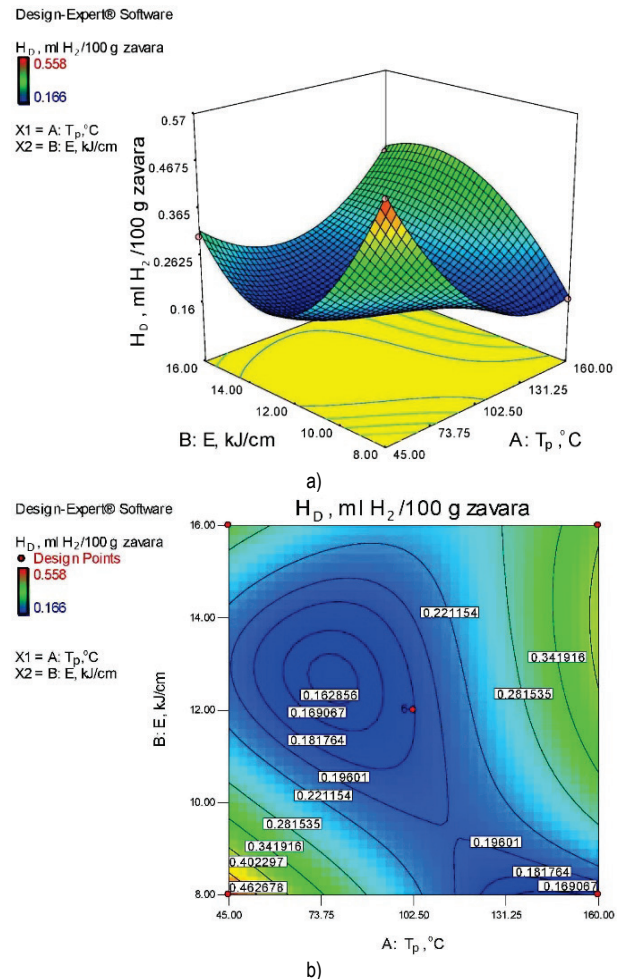 Design-Expert® Software
H_D, ml H_2/100 g zavara
0.558
0.166
X1 = A: T_p, °C
X2 = B: E, kJ/cm
H_D, ml H_2/100 g zavara
0.57
0.4675
0.365
0.2625
0.16
16.00
14.00
12.00
10.00
8.00
B: E, kJ/cm
160.00
131.25
102.50
73.75
45.00
A: T_p, °C
a)
Design-Expert® Software
H_D, ml H_2/100 g zavara
Design Points
0.558
0.166
X1 = A: T_p, °C
X2 = B: E, kJ/cm
H_D, ml H_2/100 g zavara
B: E, kJ/cm
16.00
14.00
12.00
10.00
8.00
0.221154
0.341916
0.281535
0.162856
0.169067
6
0.181764
0.19601
0.221154
0.281535
0.341916
0.402297
0.462678
0.19601
0.181764
0.169067
45.00 73.75 102.50 131.25 160.00
A: T_p, °C
b)